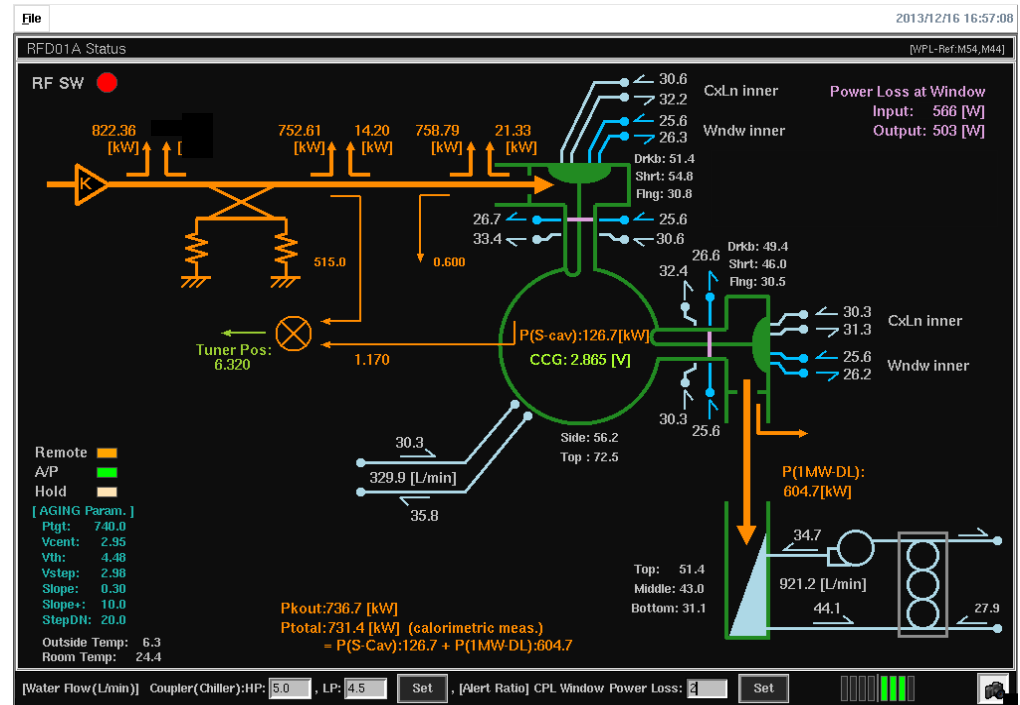 File
2013/12/16 16:57:08
RFD01A Status
[WPL-Ref:M54,M44]
RF SW
822.36
[kW]
[
752.61
[kW]
14.20
[kW]
758.79
[kW]
21.33
[kW]
30.6
32.2
CxLn inner
25.6
26.3
Wndw inner
Power Loss at Window
Input: 566 [W]
Output: 503 [W]
K
Drkb: 51.4
Shrt: 54.8
Flng: 30.8
26.7
33.4
25.6
30.6
515.0
0.600
Drkb: 49.4
Shrt: 46.0
Flng: 30.5
26.6
32.4
30.3
31.3
CxLn inner
25.6
26.2
Wndw inner
P(S-cav):126.7[kW]
CCG: 2.865 [V]
Tuner Pos:
6.320
1.170
30.3
25.6
Side: 56.2
Top : 72.5
30.3
329.9 [L/min]
35.8
P(1MW-DL):
604.7[kW]
Remote
A/P
Hold
[ AGING Param. ]
Ptgt: 740.0
Vcent: 2.95
Vth: 4.48
Vstep: 2.98
Slope: 0.30
Slope+: 10.0
StepDN: 20.0
Outside Temp: 6.3
Room Temp: 24.4
Top: 51.4
Middle: 43.0
Bottom: 31.1
34.7
921.2 [L/min]
44.1
27.9
Pkout:736.7 [kW]
Ptotal:731.4 [kW] (calorimetric meas.)
= P(S-Cav):126.7 + P(1MW-DL):604.7
[Water Flow(L/min)] Coupler(Chiller):HP: 5.0 , LP: 4.5 Set , [Alert Ratio] CPL Window Power Loss: 2 Set